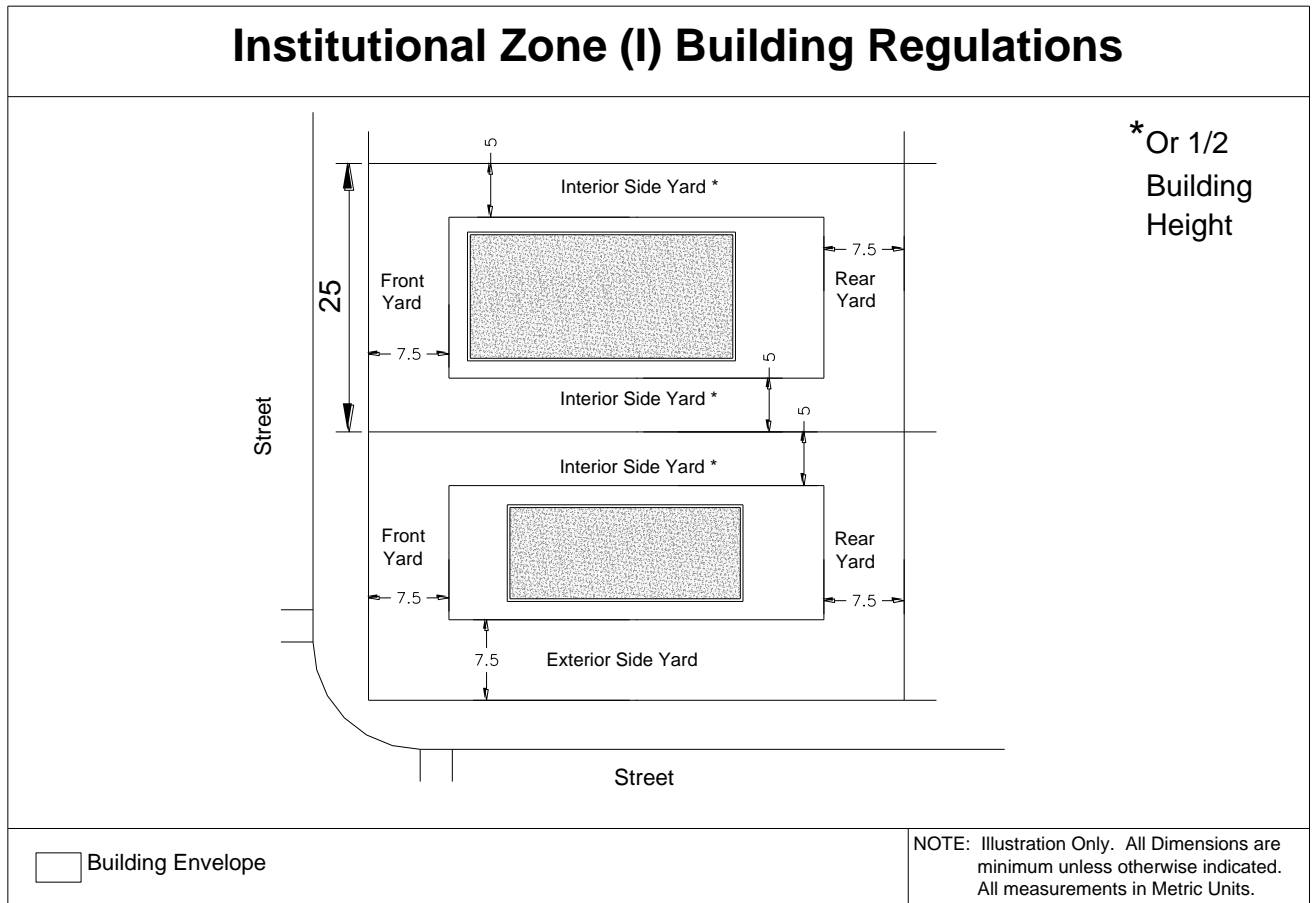 Institutional Zone (I) Building Regulations
*Or 1/2
Building
Height
5
Interior Side Yard *
7.5
25
Front
Yard
Rear
Yard
7.5
5
Interior Side Yard *
5
Street
Interior Side Yard *
Front
Yard
Rear
Yard
7.5
7.5
7.5
Exterior Side Yard
Street
Building Envelope
NOTE: Illustration Only. All Dimensions are
minimum unless otherwise indicated.
All measurements in Metric Units.